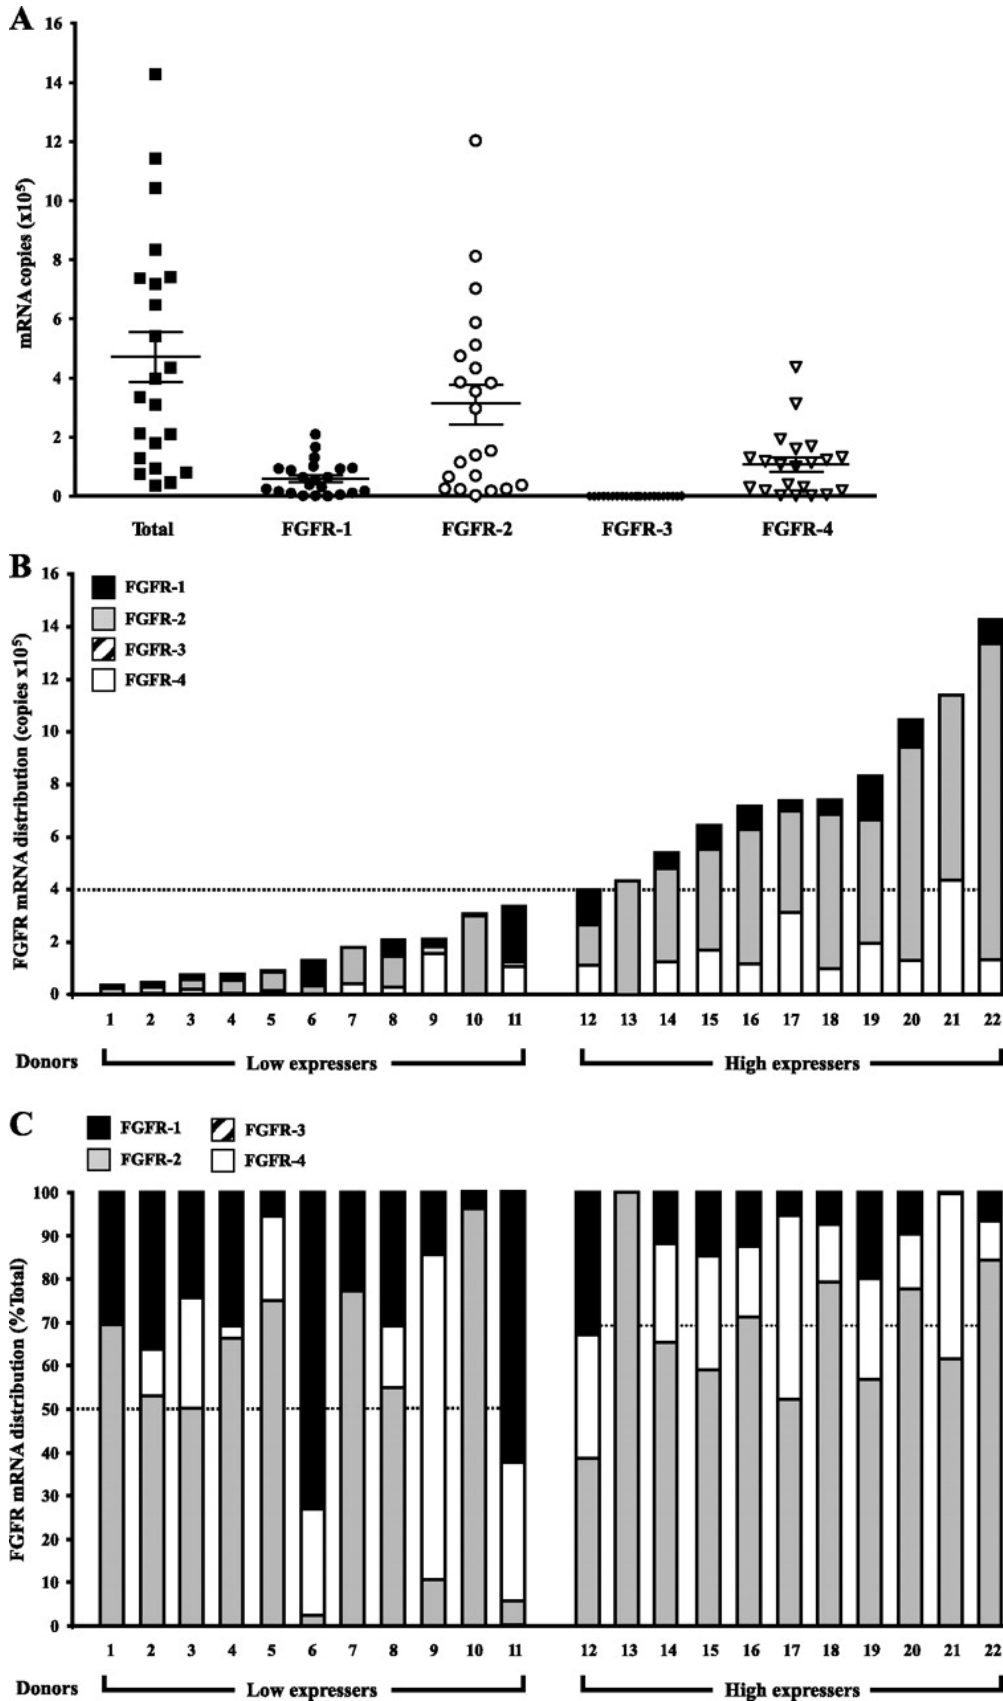 A
16
14
12
10
8
6
4
2
0
mRNA copies (x10⁵)
Total FGFR-1 FGFR-2 FGFR-3 FGFR-4
B
16
14
12
10
8
6
4
2
0
FGFR mRNA distribution (copies x10⁵)
FGFR-1
FGFR-2
FGFR-3
FGFR-4
1 2 3 4 5 6 7 8 9 10 11 12 13 14 15 16 17 18 19 20 21 22
Donors Low expressers High expressers
C
FGFR-1 FGFR-3
FGFR-2 FGFR-4
100
90
80
70
60
50
40
30
20
10
0
FGFR mRNA distribution (%Total)
1 2 3 4 5 6 7 8 9 10 11 12 13 14 15 16 17 18 19 20 21 22
Donors Low expressers High expressers